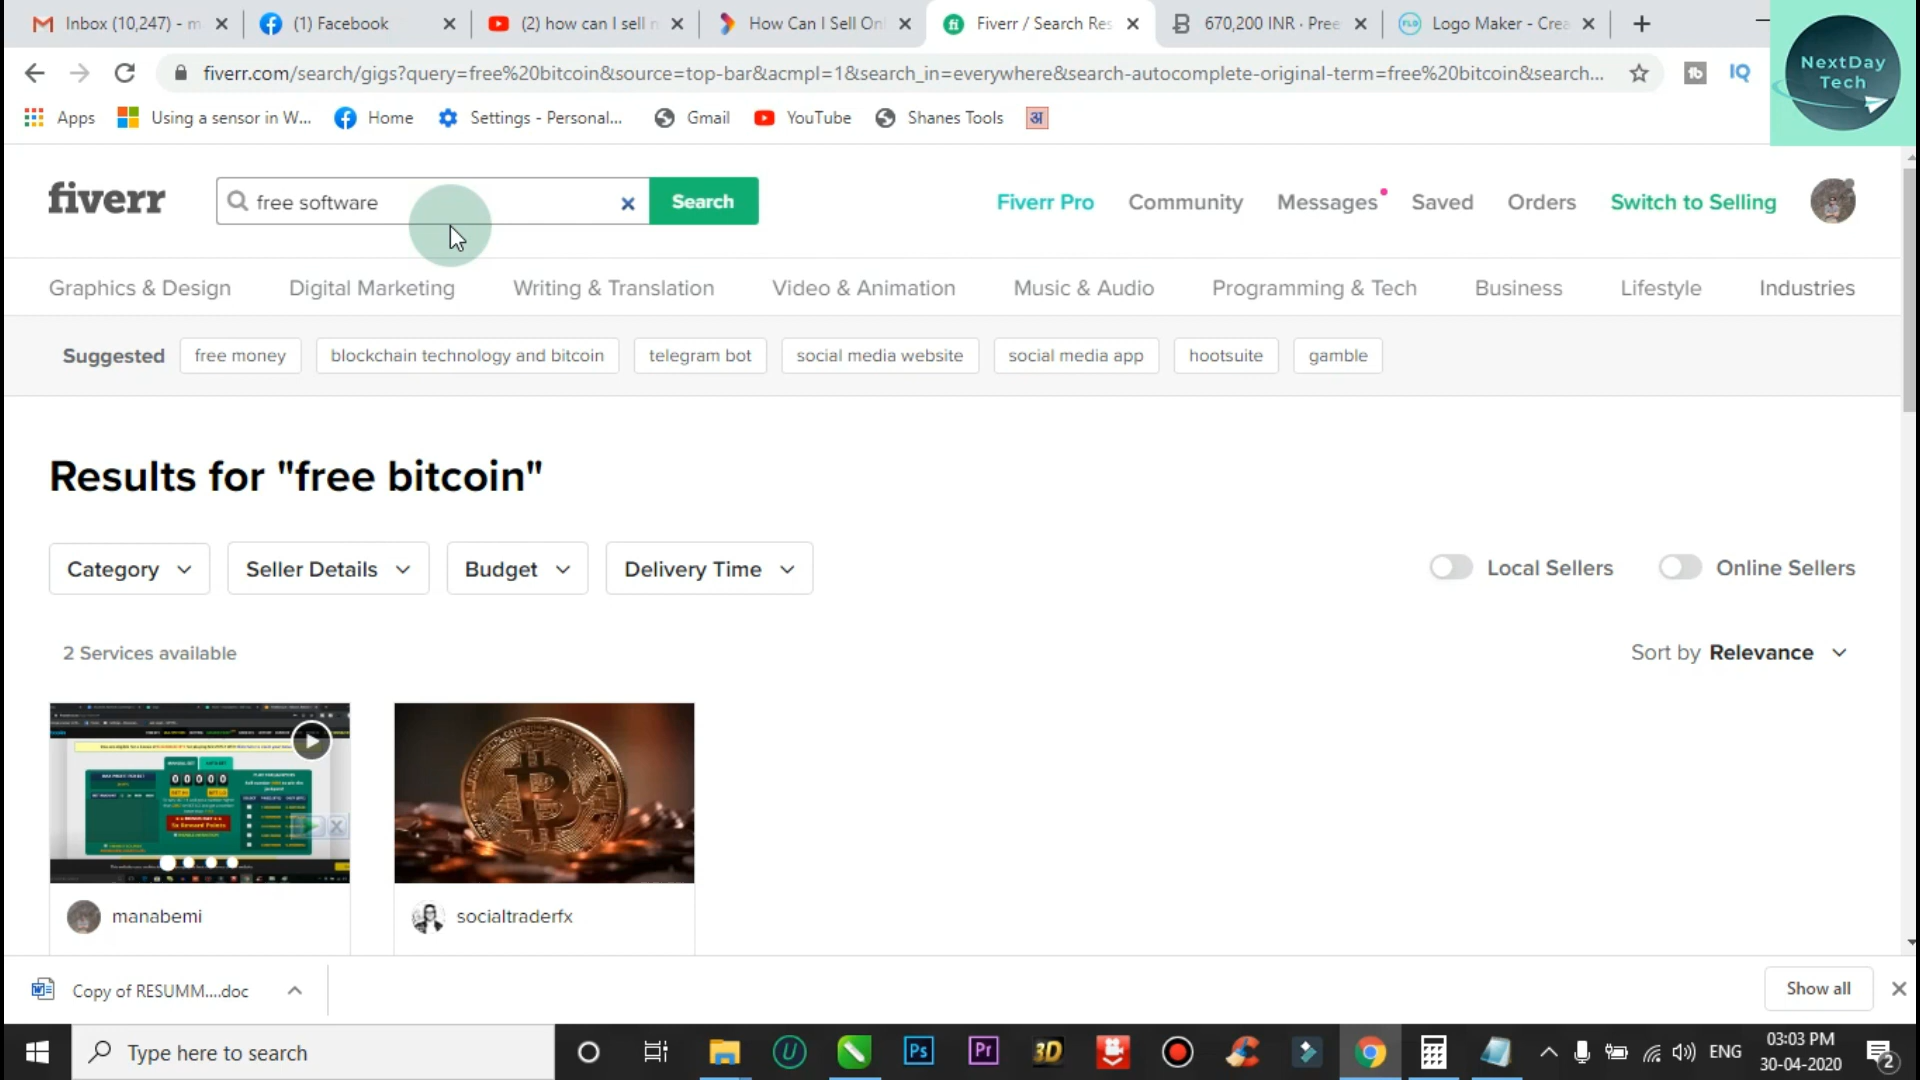 Inbox (10,247) - m
(1) Facebook
(2) how can I sell n
How Can I Sell On
Fiverr / Search Res
670,200 INR · Pree
Logo Maker - Crea
NextDay
Tech
fiverr.com/search/gigs?query=free%20bitcoin&source=top-bar&acmpl=1&search_in=everywhere&search-autocomplete-original-term=free%20bitcoin&search...
IQ
Apps
Using a sensor in W...
Home
Settings - Personal...
Gmail
YouTube
Shanes Tools
अ
fiverr
free software
Search
Fiverr Pro
Community
Messages
Saved
Orders
Switch to Selling
Graphics & Design
Digital Marketing
Writing & Translation
Video & Animation
Music & Audio
Programming & Tech
Business
Lifestyle
Industries
Suggested
free money
blockchain technology and bitcoin
telegram bot
social media website
social media app
hootsuite
gamble
Results for "free bitcoin"
Category
Seller Details
Budget
Delivery Time
Local Sellers
Online Sellers
2 Services available
Sort by Relevance
manabemi
socialtraderfx
Copy of RESUMM....doc
Show all
Type here to search
Ps
Pr
3D
ENG
03:03 PM
30-04-2020
2